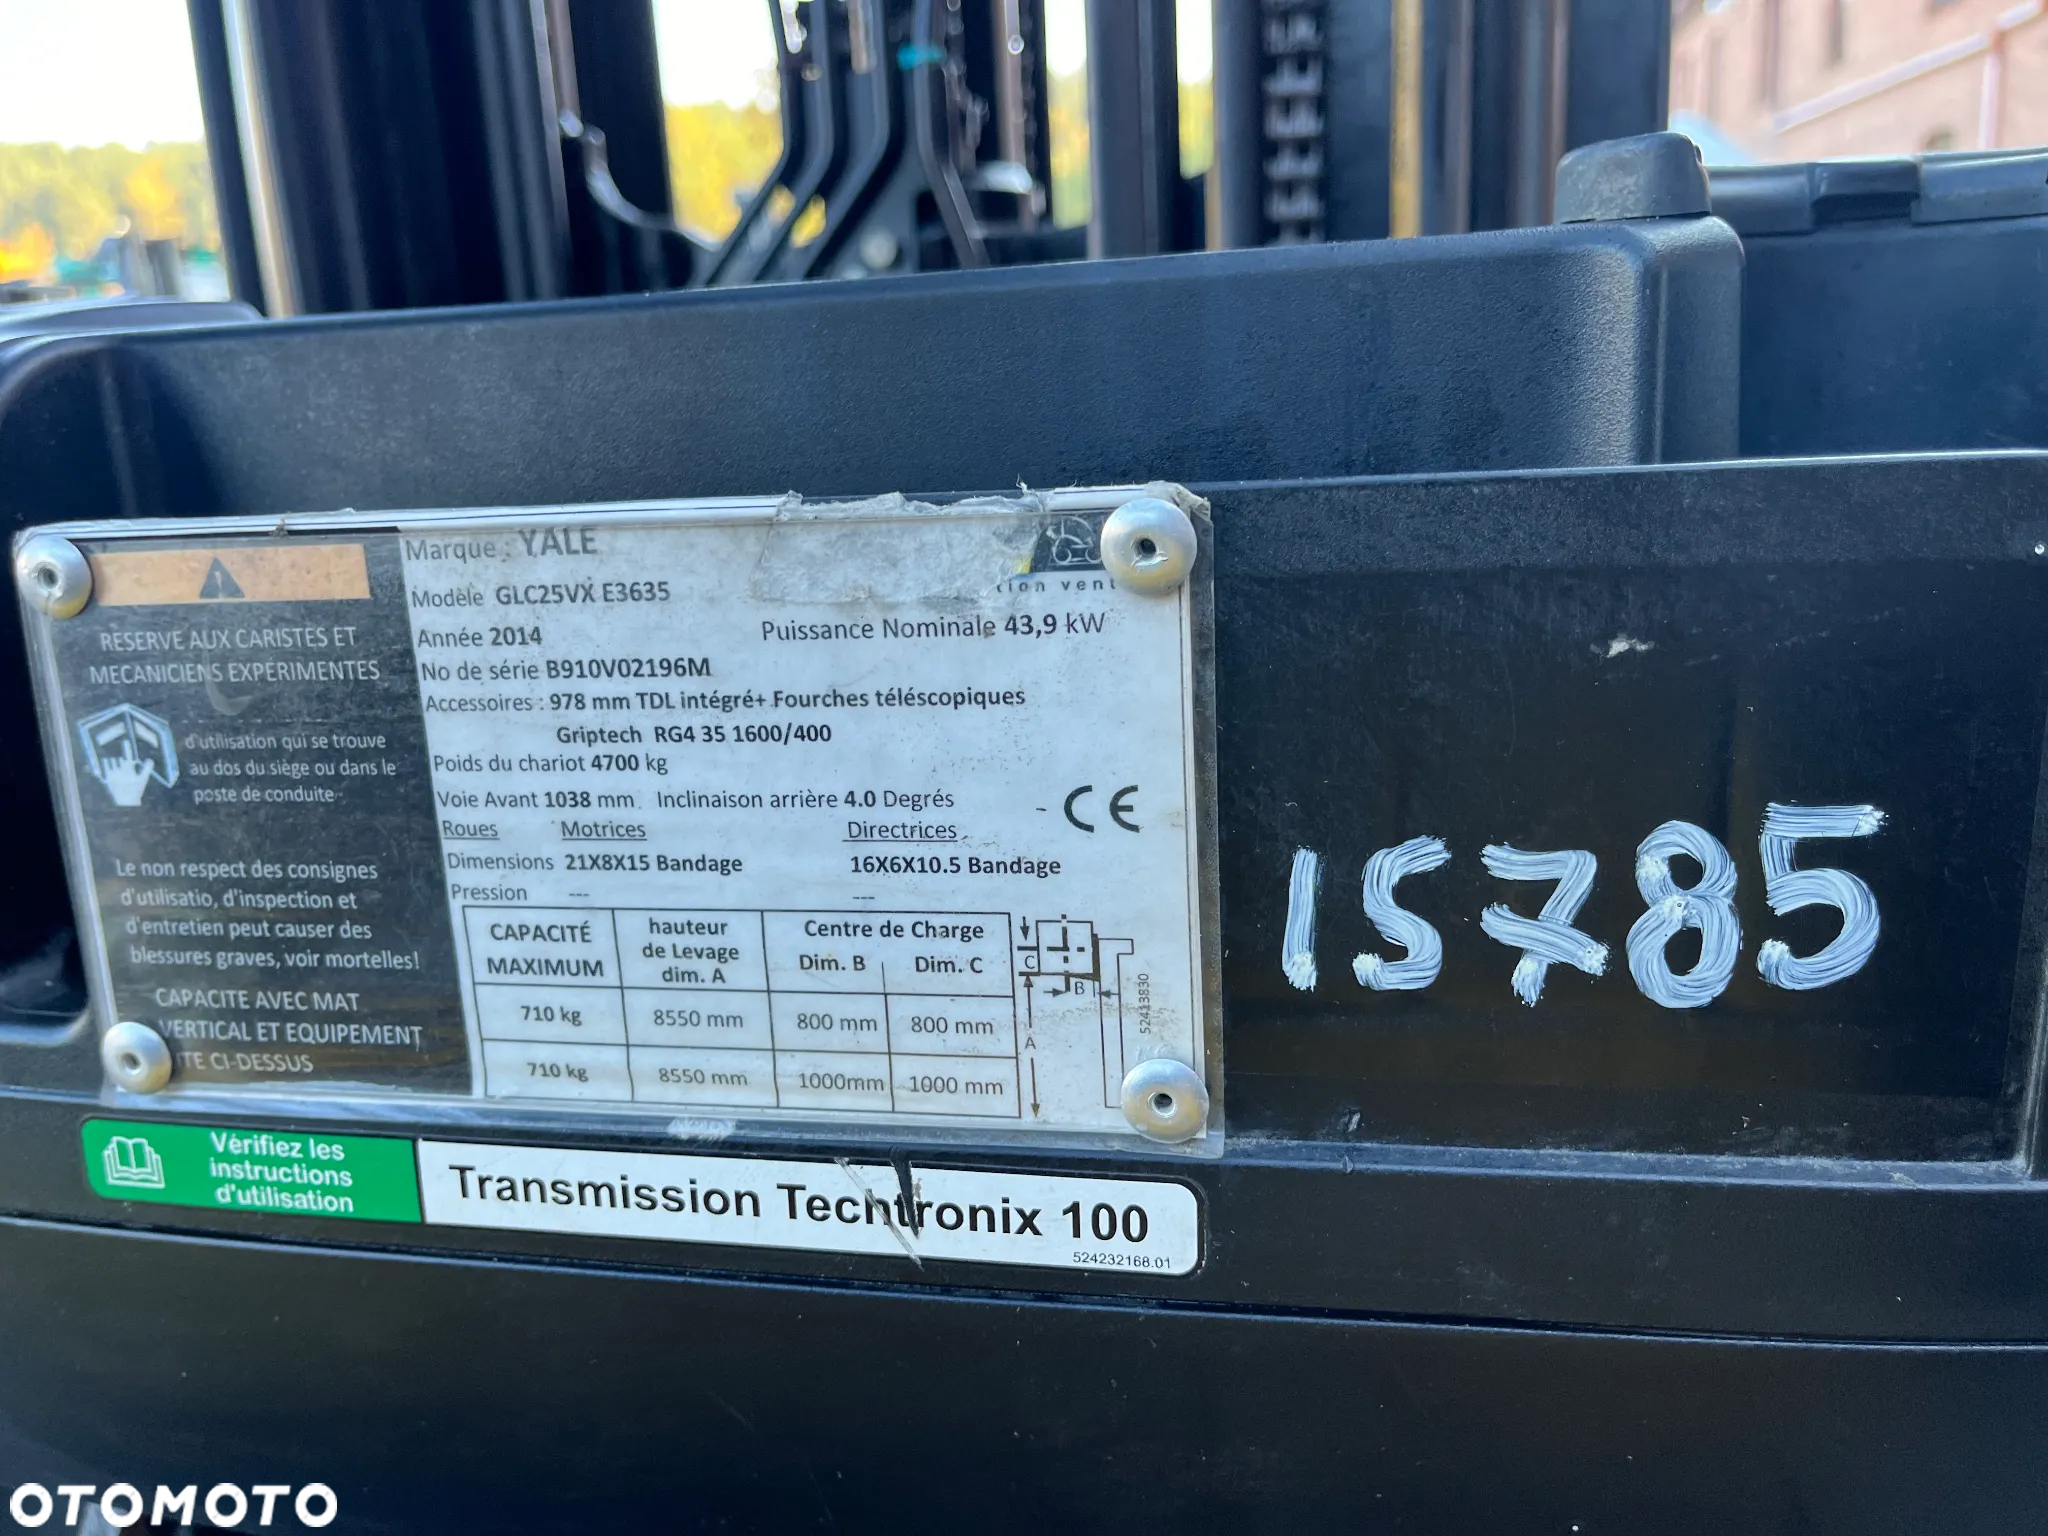 RESERVE AUX CARISTES ET
MECANICIENS EXPERIMENTES
d'utilisation qui se trouve
au dos du siège ou dans le
poste de conduite
Le non respect des consignes
d'utilisatio, d'inspection et
d'entretien peut causer des
blessures graves, voir mortelles!
CAPACITE AVEC MAT
VERTICAL ET EQUIPEMENT
CI-DESSUS
Marque : YALE
tion vent
Modèle GLC25VX E3635
Année 2014
Puissance Nominale 43,9 kW
No de série B910V02196M
Accessoires : 978 mm TDL intégré+ Fourches téléscopiques
Griptech RG4 35 1600/400
Poids du chariot 4700 kg
Voie Avant 1038 mm Inclinaison arrière 4.0 Degrés
- CE
Roues Motrices Directrices
Dimensions 21X8X15 Bandage 16X6X10.5 Bandage
Pression --- ---
CAPACITÉ MAXIMUM
hauteur de Levage dim. A
Centre de Charge
Dim. B Dim. C
710 kg 8550 mm 800 mm 800 mm
710 kg 8550 mm 1000mm 1000 mm
C
B
A
52413830
15785
Vérifiez les
instructions
d'utilisation
Transmission Techtronix 100
524232168.01
OTOMOTO